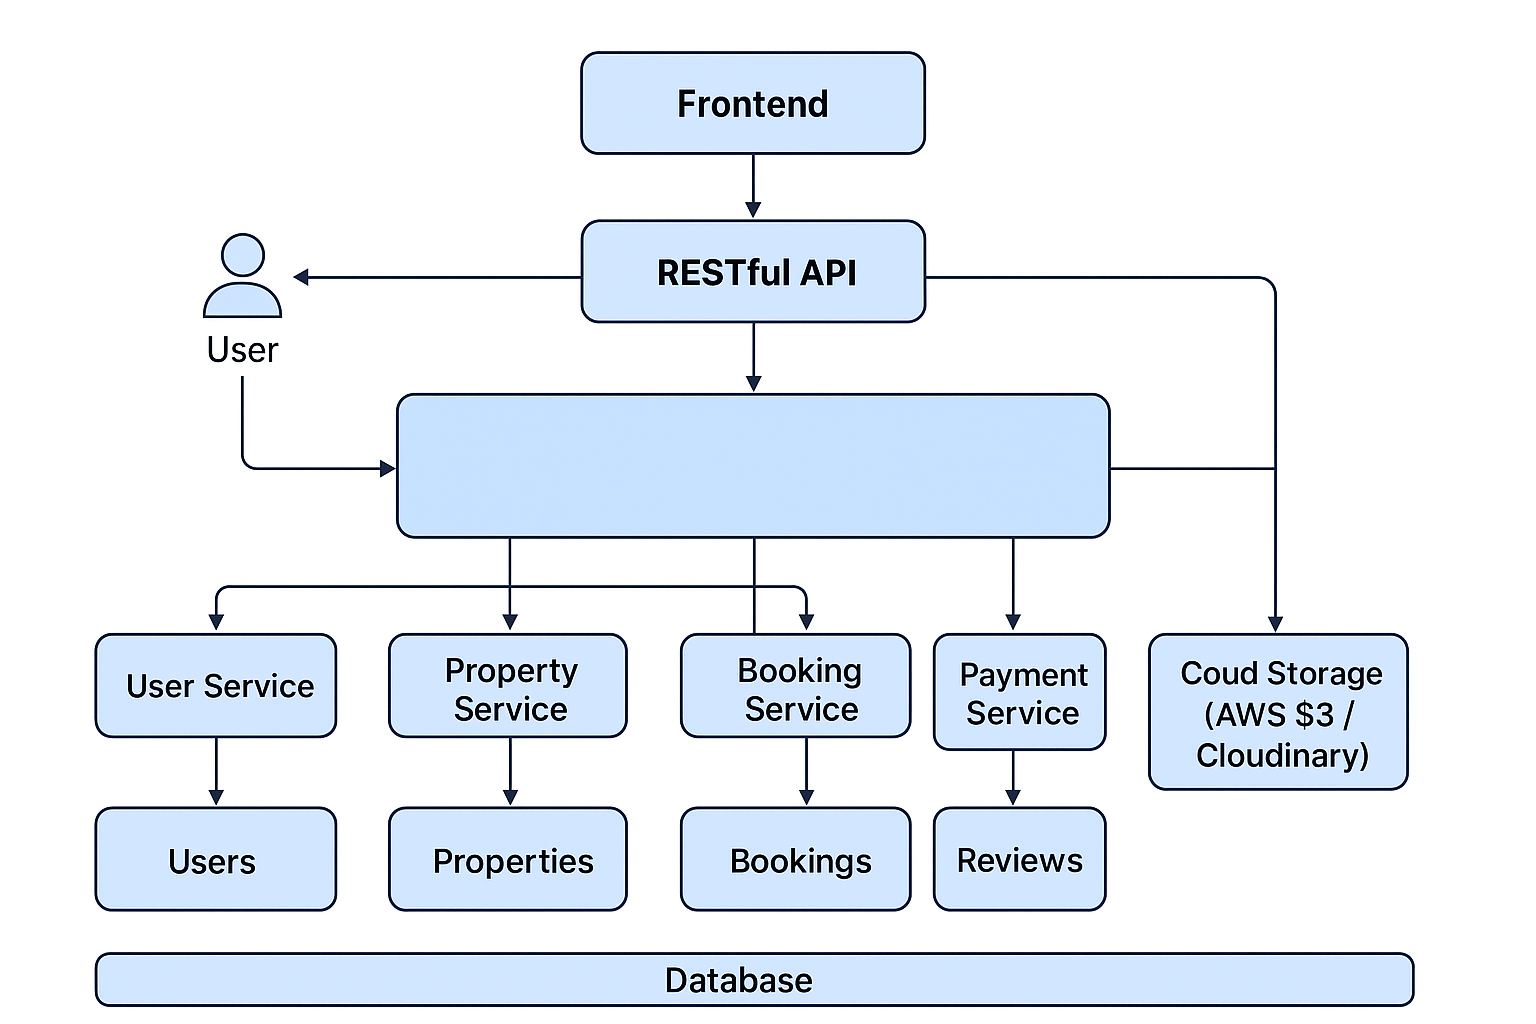 Frontend
RESTful API
User
User Service
Property
Service
Booking
Service
Payment
Service
Coud Storage
(AWS $3 /
Cloudinary)
Users
Properties
Bookings
Reviews
Database